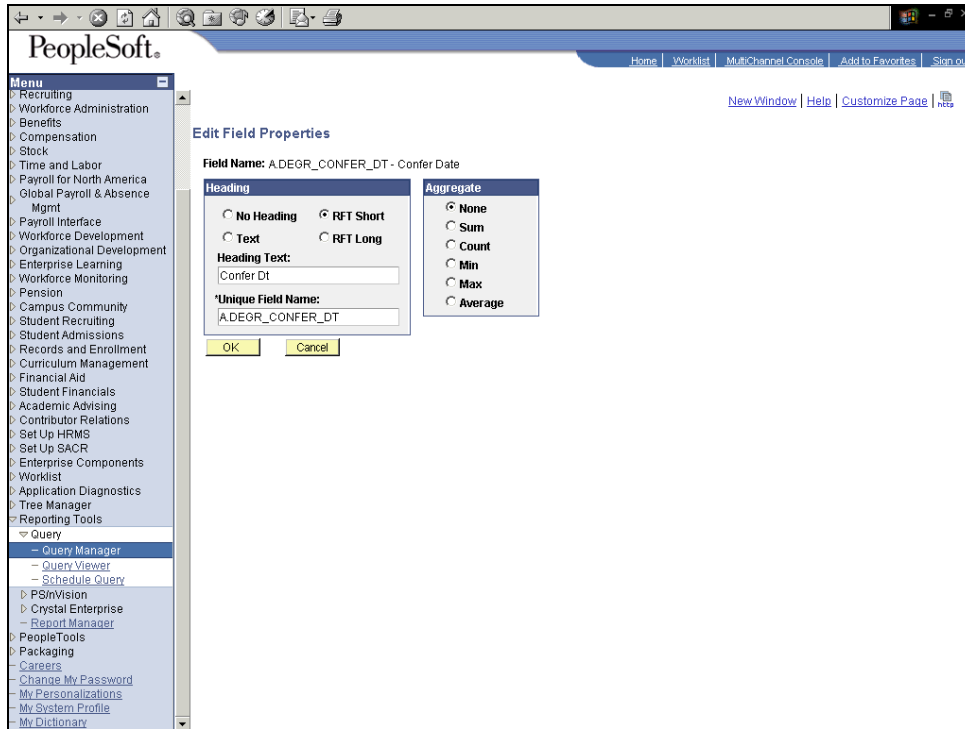 PeopleSoft.
Home | Worklist | MultiChannel Console | Add to Favorites | Sign ou
New Window | Help | Customize Page | http
Menu
Recruiting
Workforce Administration
Benefits
Compensation
Stock
Time and Labor
Payroll for North America
Global Payroll & Absence
Mgmt
Payroll Interface
Workforce Development
Organizational Development
Enterprise Learning
Workforce Monitoring
Pension
Campus Community
Student Recruiting
Student Admissions
Records and Enrollment
Curriculum Management
Financial Aid
Student Financials
Academic Advising
Contributor Relations
Set Up HRMS
Set Up SACR
Enterprise Components
Worklist
Application Diagnostics
Tree Manager
Reporting Tools
Query
– Query Manager
– Query Viewer
– Schedule Query
PS/nVision
Crystal Enterprise
– Report Manager
PeopleTools
Packaging
– Careers
– Change My Password
– My Personalizations
– My System Profile
– My Dictionary
Edit Field Properties
Field Name: A.DEGR_CONFER_DT - Confer Date
Heading
No Heading RFT Short
Text RFT Long
Heading Text:
Confer Dt
*Unique Field Name:
A.DEGR_CONFER_DT
Aggregate
None
Sum
Count
Min
Max
Average
OK Cancel